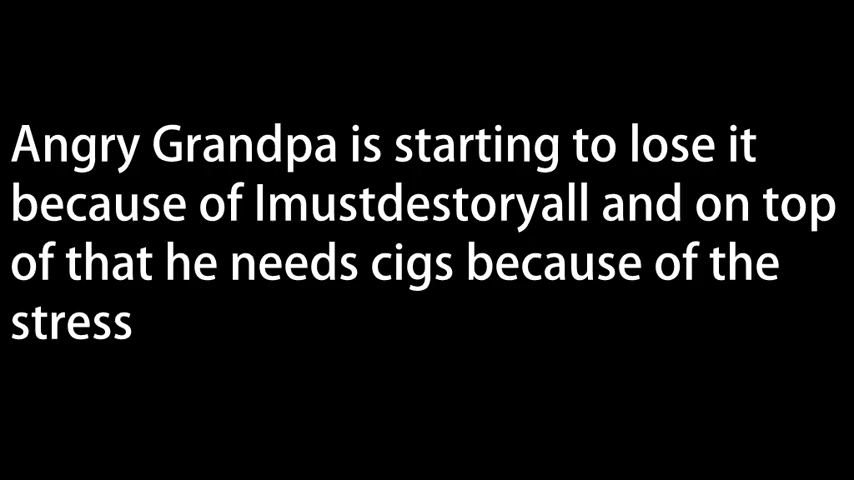 Angry Grandpa is starting to lose it
because of Imustdestoryall and on top
of that he needs cigs because of the
stress